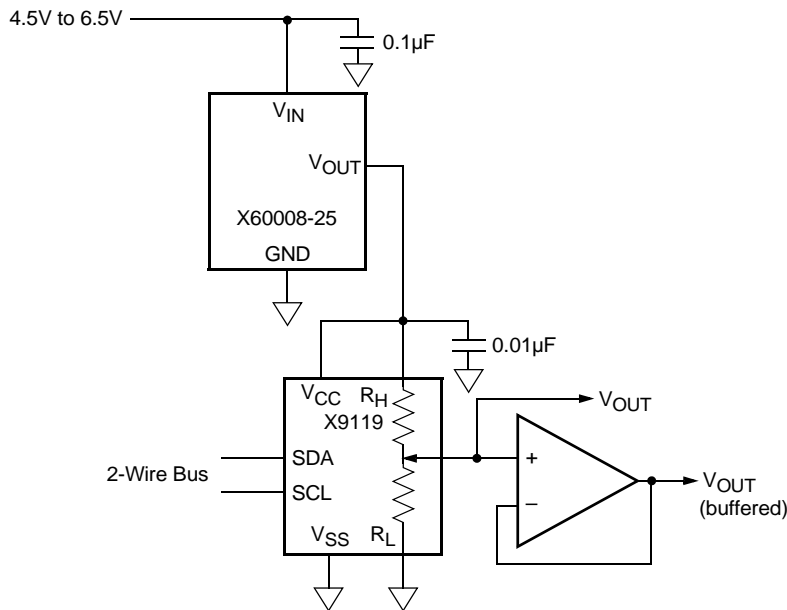 4.5V to 6.5V
0.1µF
VIN
VOUT
X60008-25
GND
0.01µF
VCC
RH
X9119
VOUT
SDA
2-Wire Bus
SCL
+
–
VOUT
(buffered)
VSS
RL